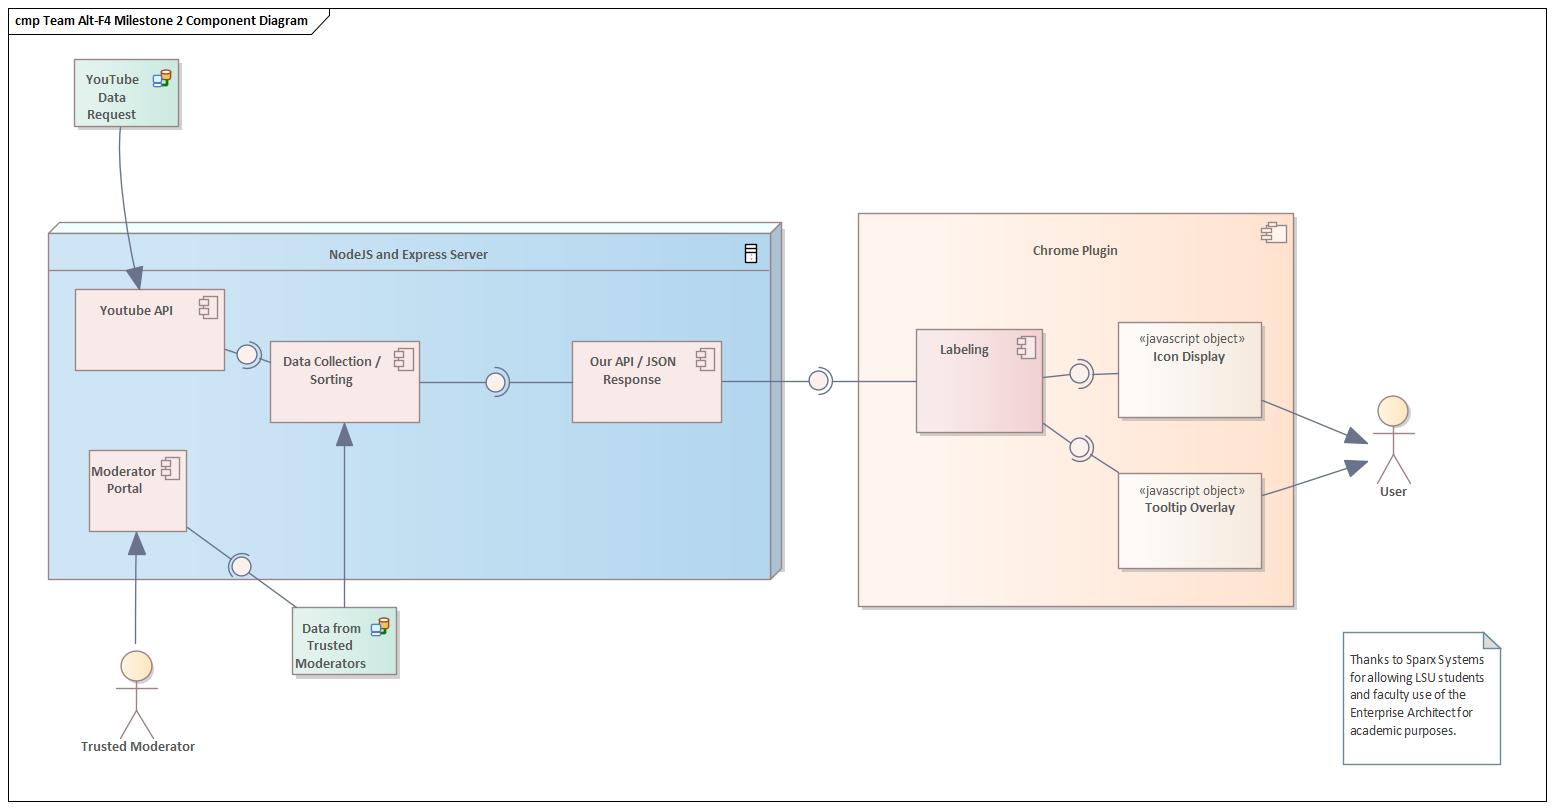 cmp Team Alt-F4 Milestone 2 Component Diagram
YouTube
Data
Request
NodeJS and Express Server
Youtube API
Data Collection /
Sorting
Our API / JSON
Response
Moderator
Portal
Data from
Trusted
Moderators
Trusted Moderator
Chrome Plugin
Labeling
«javascript object»
Icon Display
«javascript object»
Tooltip Overlay
User
Thanks to Sparx Systems
for allowing LSU students
and faculty use of the
Enterprise Architect for
academic purposes.